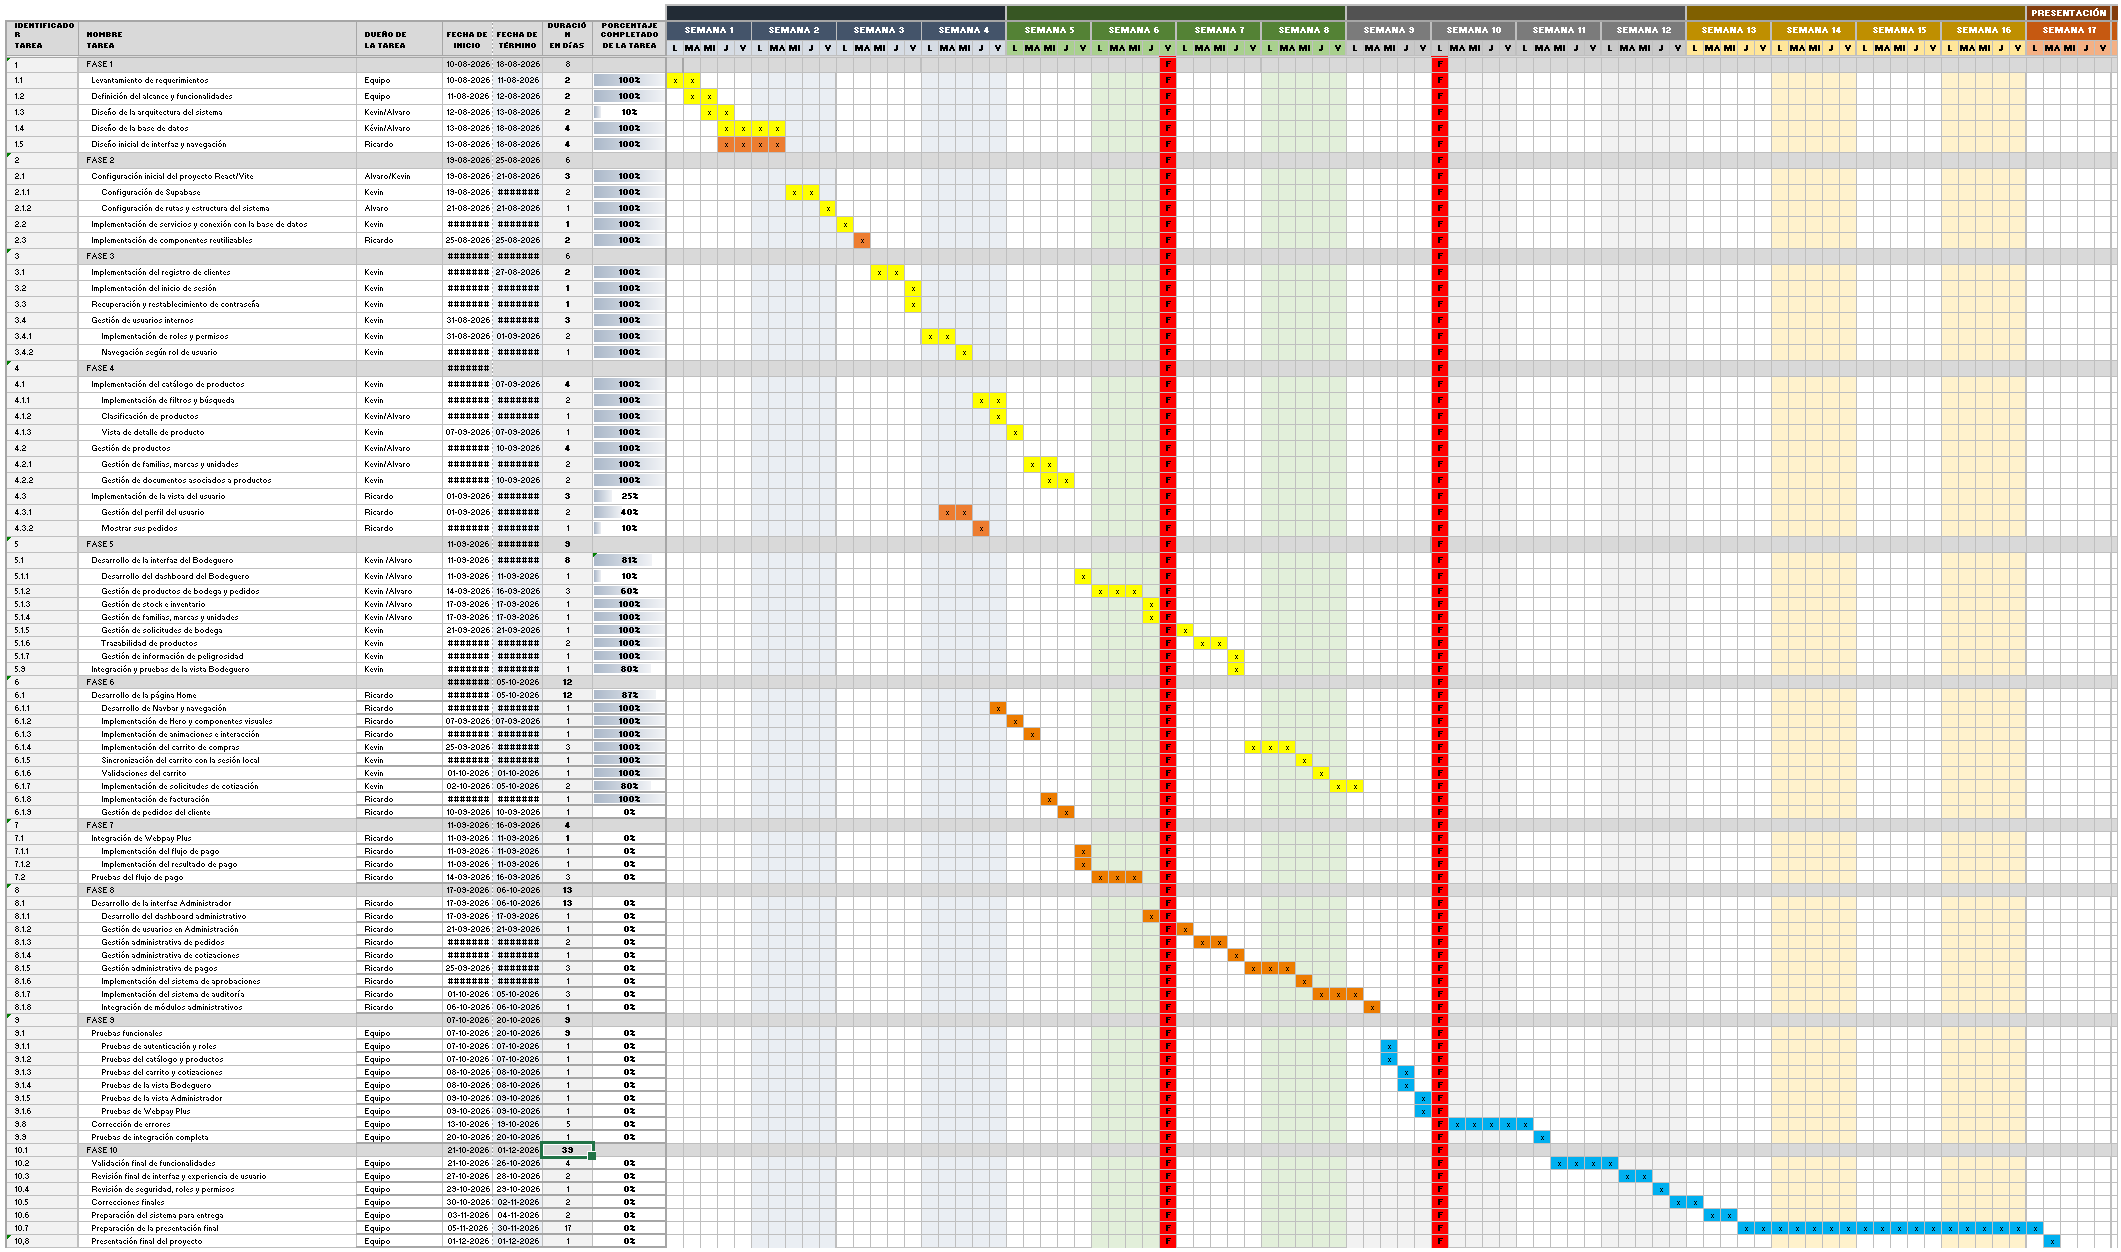 PRESENTACIÓN
IDENTIFICADOR TAREA NOMBRE TAREA DUEÑO DE LA TAREA FECHA DE INICIO FECHA DE TÉRMINO DURACIÓN EN DÍAS PORCENTAJE COMPLETADO DE LA TAREA SEMANA 1 SEMANA 2 SEMANA 3 SEMANA 4 SEMANA 5 SEMANA 6 SEMANA 7 SEMANA 8 SEMANA 9 SEMANA 10 SEMANA 11 SEMANA 12 SEMANA 13 SEMANA 14 SEMANA 15 SEMANA 16 SEMANA 17
L MA MI J V L MA MI J V L MA MI J V L MA MI J V L MA MI J V L MA MI J V L MA MI J V L MA MI J V L MA MI J V L MA MI J V L MA MI J V L MA MI J V L MA MI J V L MA MI J V L MA MI J V L MA MI J V L MA MI J V
1 FASE 1 10-08-2026 18-08-2026 8 F F
1.1 Levantamiento de requerimientos Equipo 10-08-2026 11-08-2026 2 100% x x F F
1.2 Definición del alcance y funcionalidades Equipo 11-08-2026 12-08-2026 2 100% x x F F
1.3 Diseño de la arquitectura del sistema Kevin/Alvaro 12-08-2026 13-08-2026 2 10% x x F F
1.4 Diseño de la base de datos Kévin/Alvaro 13-08-2026 18-08-2026 4 100% x x x x F F
1.5 Diseño inicial de interfaz y navegación Ricardo 13-08-2026 18-08-2026 4 100% x x x x F F
2 FASE 2 19-08-2026 25-08-2026 6 F F
2.1 Configuración inicial del proyecto React/Vite Alvaro/Kevin 19-08-2026 21-08-2026 3 100% F F
2.1.1 Configuración de Supabase Kevin 19-08-2026 ####### 2 100% x x F F
2.1.2 Configuración de rutas y estructura del sistema Alvaro 21-08-2026 21-08-2026 1 100% x F F
2.2 Implementación de servicios y conexión con la base de datos Kevin ####### ####### 1 100% x F F
2.3 Implementación de componentes reutilizables Ricardo 25-08-2026 25-08-2026 2 100% x F F
3 FASE 3 ####### ####### 6 F F
3.1 Implementación del registro de clientes Kevin ####### 27-08-2026 2 100% x x F F
3.2 Implementación del inicio de sesión Kevin ####### ####### 1 100% x F F
3.3 Recuperación y restablecimiento de contraseña Kevin ####### ####### 1 100% x F F
3.4 Gestión de usuarios internos Kevin 31-08-2026 ####### 3 100% F F
3.4.1 Implementación de roles y permisos Kevin 31-08-2026 01-09-2026 2 100% x x F F
3.4.2 Navegación según rol de usuario Kevin ####### ####### 1 100% x F F
4 FASE 4 ####### F F
4.1 Implementación del catálogo de productos Kevin ####### 07-09-2026 4 100% F F
4.1.1 Implementación de filtros y búsqueda Kevin ####### ####### 2 100% x x F F
4.1.2 Clasificación de productos Kevin/Alvaro ####### ####### 1 100% x F F
4.1.3 Vista de detalle de producto Kevin 07-09-2026 07-09-2026 1 100% x F F
4.2 Gestión de productos Kevin/Alvaro ####### 10-09-2026 4 100% F F
4.2.1 Gestión de familias, marcas y unidades Kevin/Alvaro ####### ####### 2 100% x x F F
4.2.2 Gestión de documentos asociados a productos Kevin ####### 10-09-2026 2 100% x x F F
4.3 Implementación de la vista del usuario Ricardo 01-09-2026 ####### 3 25% F F
4.3.1 Gestión del perfil del usuario Ricardo 01-09-2026 ####### 2 40% x x F F
4.3.2 Mostrar sus pedidos Ricardo ####### ####### 1 10% x F F
5 FASE 5 11-09-2026 ####### 9 F F
5.1 Desarrollo de la interfaz del Bodeguero Kevin /Alvaro 11-09-2026 ####### 8 81% F F
5.1.1 Desarrollo del dashboard del Bodeguero Kevin /Alvaro 11-09-2026 11-09-2026 1 10% x F F
5.1.2 Gestión de productos de bodega y pedidos Kevin /Alvaro 14-09-2026 16-09-2026 3 60% x x x F F
5.1.3 Gestión de stock e inventario Kevin /Alvaro 17-09-2026 17-09-2026 1 100% x F F
5.1.4 Gestión de familias, marcas y unidades Kevin /Alvaro 17-09-2026 17-09-2026 1 100% x F F
5.1.5 Gestión de solicitudes de bodega Kevin 21-09-2026 21-09-2026 1 100% F x F
5.1.6 Trazabilidad de productos Kevin ####### ####### 2 100% F x x F
5.1.7 Gestión de información de peligrosidad Kevin ####### ####### 1 100% F x F
5.9 Integración y pruebas de la vista Bodeguero Kevin ####### ####### 1 80% F x F
6 FASE 6 ####### 05-10-2026 12 F F
6.1 Desarrollo de la página Home Ricardo ####### 05-10-2026 12 87% F F
6.1.1 Desarrollo de Navbar y navegación Ricardo ####### ####### 1 100% x F F
6.1.2 Implementación de Hero y componentes visuales Ricardo 07-09-2026 07-09-2026 1 100% x F F
6.1.3 Implementación de animaciones e interacción Ricardo ####### ####### 1 100% x F F
6.1.4 Implementación del carrito de compras Kevin 25-09-2026 ####### 3 100% F x x x F
6.1.5 Sincronización del carrito con la sesión local Kevin ####### ####### 1 100% F x F
6.1.6 Validaciones del carrito Kevin 01-10-2026 01-10-2026 1 100% F x F
6.1.7 Implementación de solicitudes de cotización Kevin 02-10-2026 05-10-2026 2 80% F x x F
6.1.8 Implementación de facturación Ricardo ####### ####### 1 100% x F F
6.1.9 Gestión de pedidos del cliente Ricardo 10-09-2026 10-09-2026 1 0% x F F
7 FASE 7 11-09-2026 16-09-2026 4 F F
7.1 Integración de Webpay Plus Ricardo 11-09-2026 11-09-2026 1 0% F F
7.1.1 Implementación del flujo de pago Ricardo 11-09-2026 11-09-2026 1 0% x F F
7.1.2 Implementación del resultado de pago Ricardo 11-09-2026 11-09-2026 1 0% x F F
7.2 Pruebas del flujo de pago Ricardo 14-09-2026 16-09-2026 3 0% x x x F F
8 FASE 8 17-09-2026 06-10-2026 13 F F
8.1 Desarrollo de la interfaz Administrador Ricardo 17-09-2026 06-10-2026 13 0% F F
8.1.1 Desarrollo del dashboard administrativo Ricardo 17-09-2026 17-09-2026 1 0% x F F
8.1.2 Gestión de usuarios en Administración Ricardo 21-09-2026 21-09-2026 1 0% F x F
8.1.3 Gestión administrativa de pedidos Ricardo ####### ####### 2 0% F x x F
8.1.4 Gestión administrativa de cotizaciones Ricardo ####### ####### 1 0% F x F
8.1.5 Gestión administrativa de pagos Ricardo 25-09-2026 ####### 3 0% F x x x F
8.1.6 Implementación del sistema de aprobaciones Ricardo ####### ####### 1 0% F x F
8.1.7 Implementación del sistema de auditoría Ricardo 01-10-2026 05-10-2026 3 0% F x x x F
8.1.8 Integración de módulos administrativos Ricardo 06-10-2026 06-10-2026 1 0% F x F
9 FASE 9 07-10-2026 20-10-2026 9 F F
9.1 Pruebas funcionales Equipo 07-10-2026 20-10-2026 9 0% F F
9.1.1 Pruebas de autenticación y roles Equipo 07-10-2026 07-10-2026 1 0% F x F
9.1.2 Pruebas del catálogo y productos Equipo 07-10-2026 07-10-2026 1 0% F x F
9.1.3 Pruebas del carrito y cotizaciones Equipo 08-10-2026 08-10-2026 1 0% F x F
9.1.4 Pruebas de la vista Bodeguero Equipo 08-10-2026 08-10-2026 1 0% F x F
9.1.5 Pruebas de la vista Administrador Equipo 09-10-2026 09-10-2026 1 0% F x F
9.1.6 Pruebas de Webpay Plus Equipo 09-10-2026 09-10-2026 1 0% F x F
9.8 Corrección de errores Equipo 13-10-2026 19-10-2026 5 0% F F x x x x x
9.9 Pruebas de integración completa Equipo 20-10-2026 20-10-2026 1 0% F F x
10.1 FASE 10 21-10-2026 01-12-2026 39 F F
10.2 Validación final de funcionalidades Equipo 21-10-2026 26-10-2026 4 0% F F x x x x
10.3 Revisión final de interfaz y experiencia de usuario Equipo 27-10-2026 28-10-2026 2 0% F F x x
10.4 Revisión de seguridad, roles y permisos Equipo 29-10-2026 29-10-2026 1 0% F F x
10.5 Correcciones finales Equipo 30-10-2026 02-11-2026 2 0% F F x x
10.6 Preparación del sistema para entrega Equipo 03-11-2026 04-11-2026 2 0% F F x x
10.7 Preparación de la presentación final Equipo 05-11-2026 30-11-2026 17 0% F F x x x x x x x x x x x x x x x x x x
10,8 Presentación final del proyecto Equipo 01-12-2026 01-12-2026 1 0% F F x